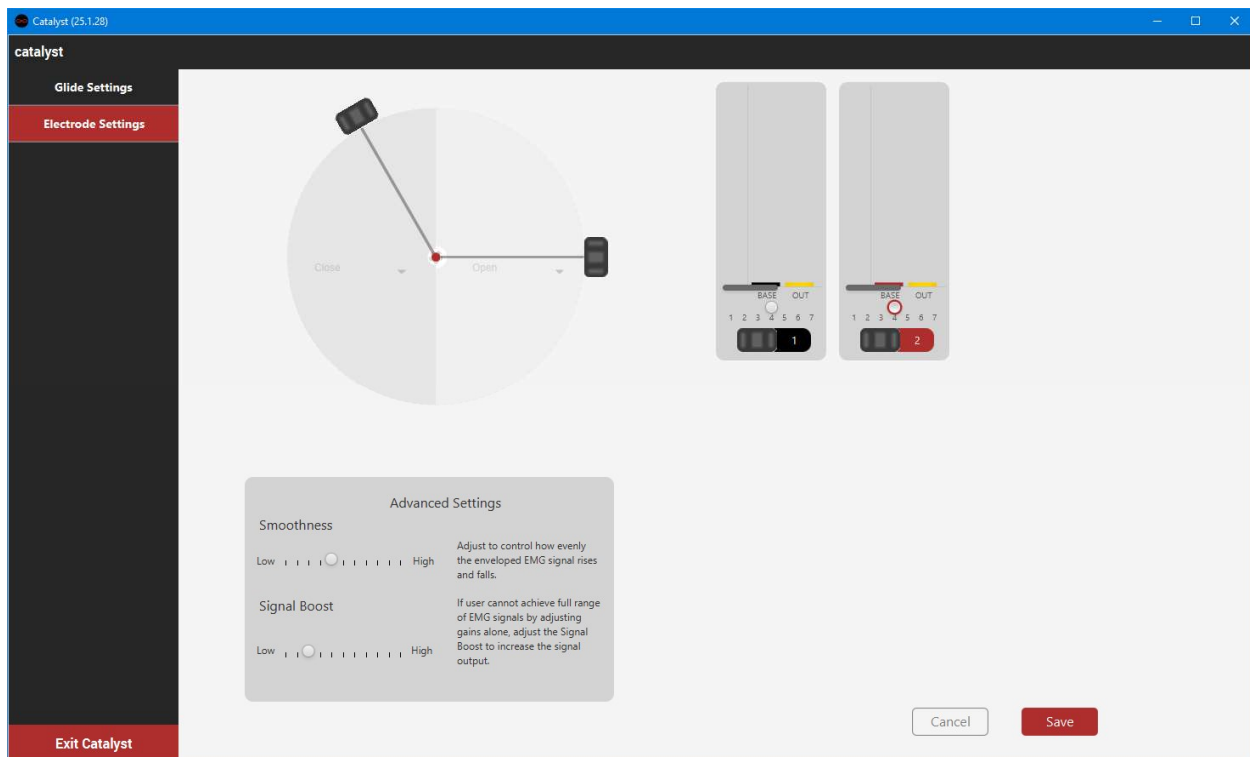 Catalyst (25.1.28)
catalyst
Glide Settings
Electrode Settings
Close
Open
BASE OUT
1 2 3 4 5 6 7
1
BASE OUT
1 2 3 4 5 6 7
2
Advanced Settings
Smoothness
Low High
Adjust to control how evenly
the enveloped EMG signal rises
and falls.
Signal Boost
Low High
If user cannot achieve full range
of EMG signals by adjusting
gains alone, adjust the Signal
Boost to increase the signal
output.
Cancel
Save
Exit Catalyst